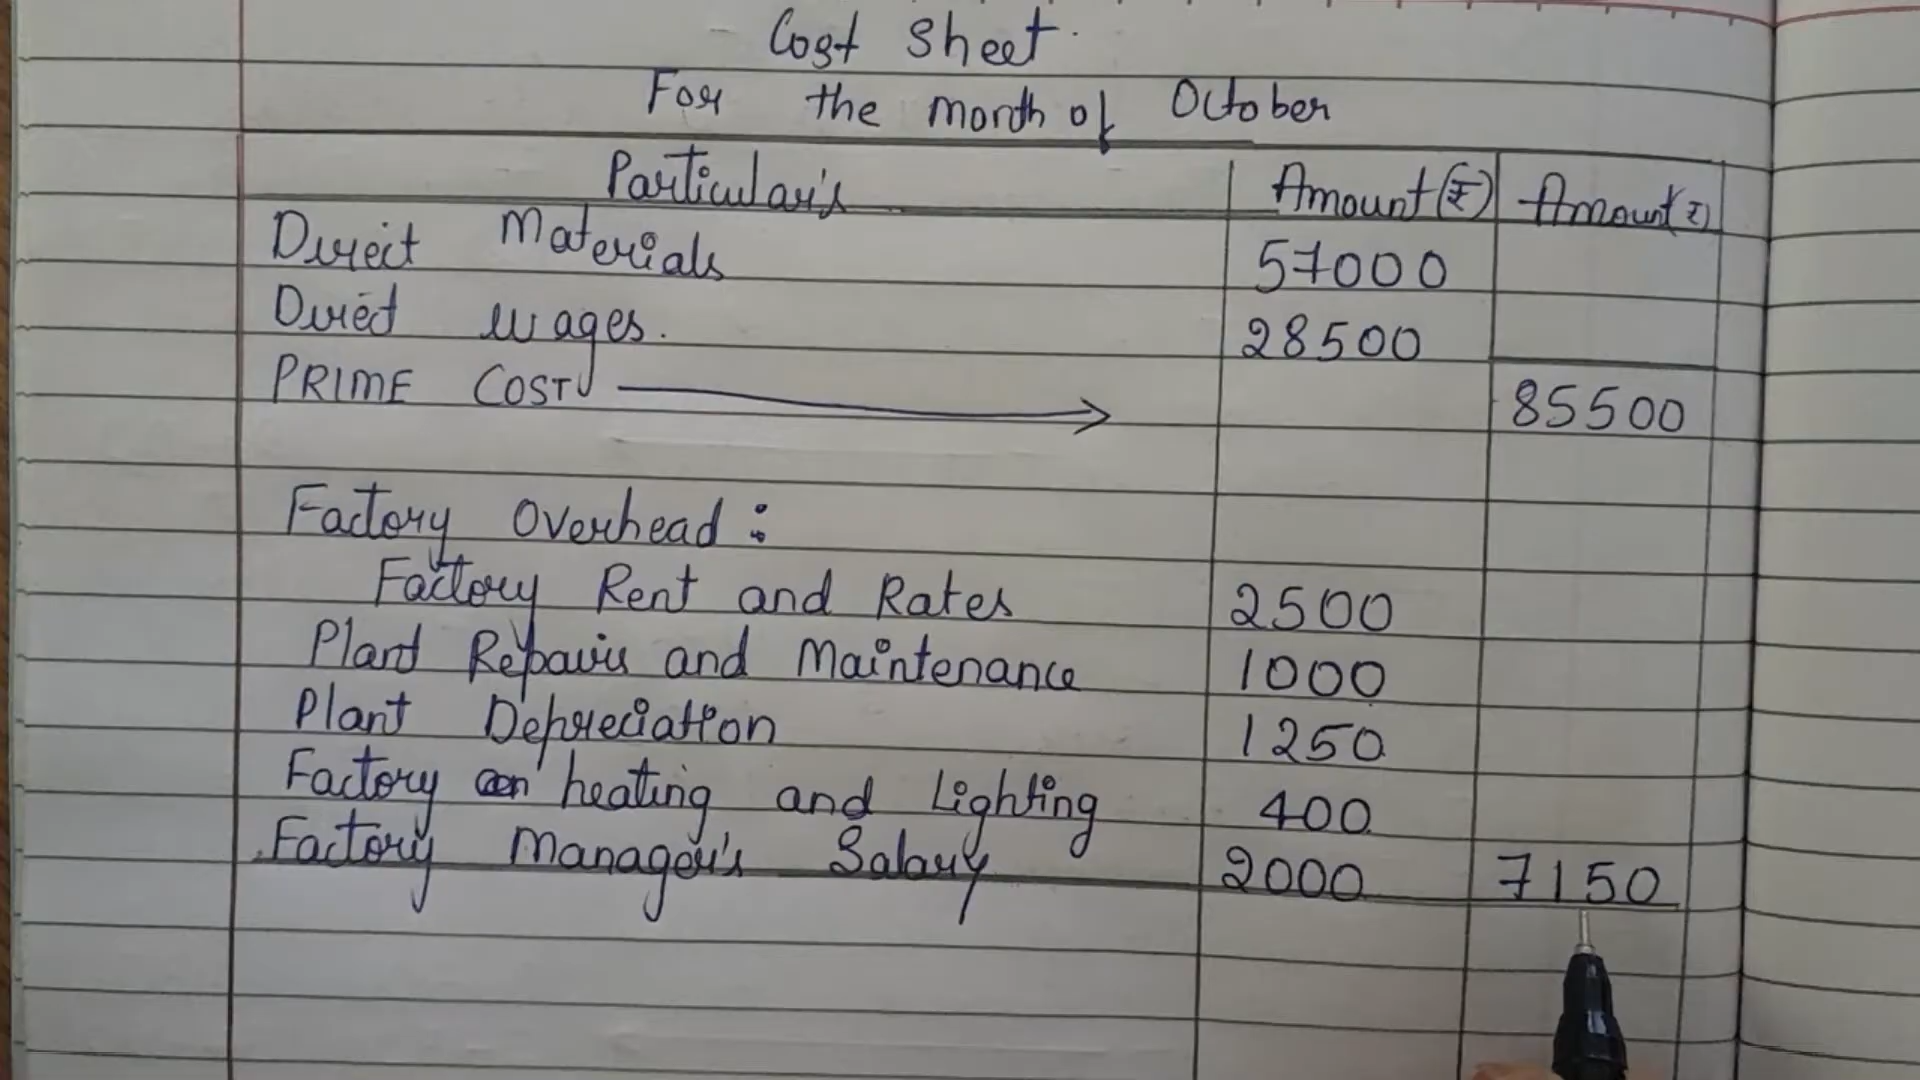 Cost Sheet
For the month of October
Particulars Amount(₹) Amount(₹)
Direct Materials 57000
Direct wages. 28500
PRIME COST → 85500
Factory Overhead :
Factory Rent and Rates 2500
Plant Repairs and Maintenance 1000
Plant Depreciation 1250
Factory heating and Lighting 400
Factory Manager's Salary 2000 7150